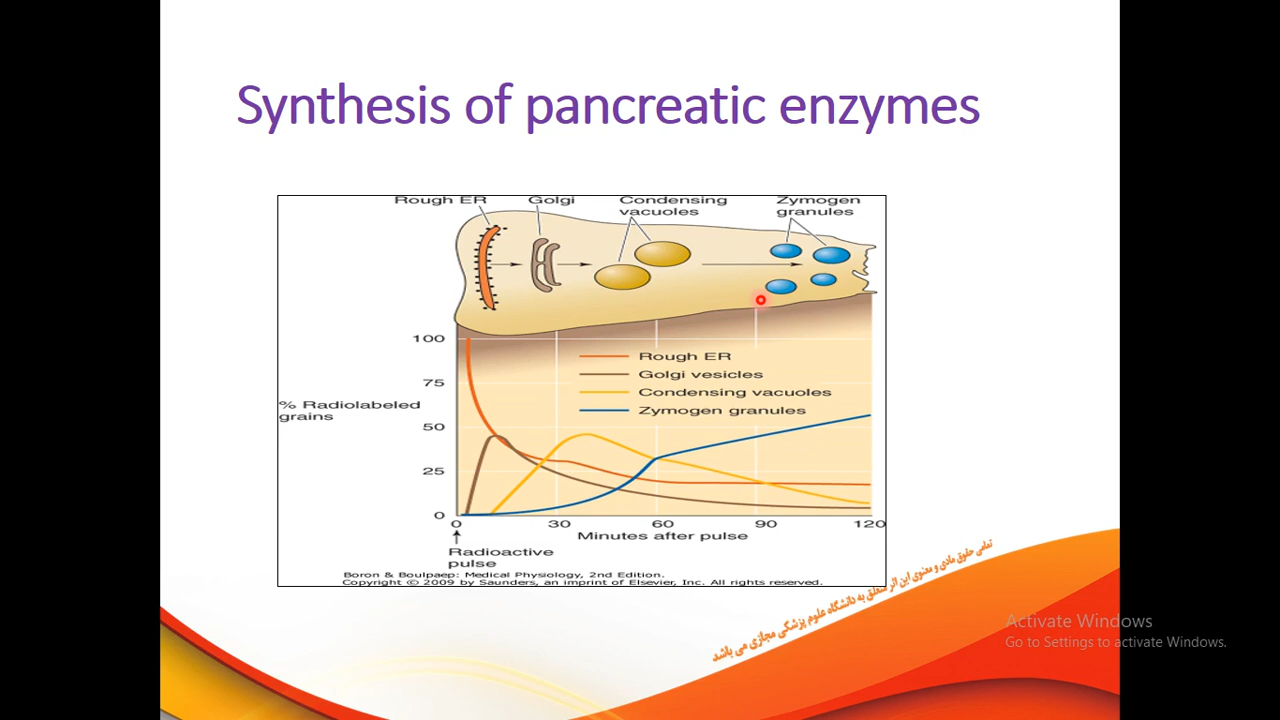 Synthesis of pancreatic enzymes
Rough ER
Golgi
Condensing
vacuoles
Zymogen
granules
100
75
50
25
0
% Radiolabeled
grains
Rough ER
Golgi vesicles
Condensing vacuoles
Zymogen granules
0 30 60 90 120
Minutes after pulse
Radioactive
pulse
Boron & Boulpaep: Medical Physiology, 2nd Edition.
Copyright © 2009 by Saunders, an imprint of Elsevier, Inc. All rights reserved.
تمامی حقوق مادی و معنوی این اثر متعلق به دانشگاه علوم پزشکی مجازی می باشد
Activate Windows
Go to Settings to activate Windows.